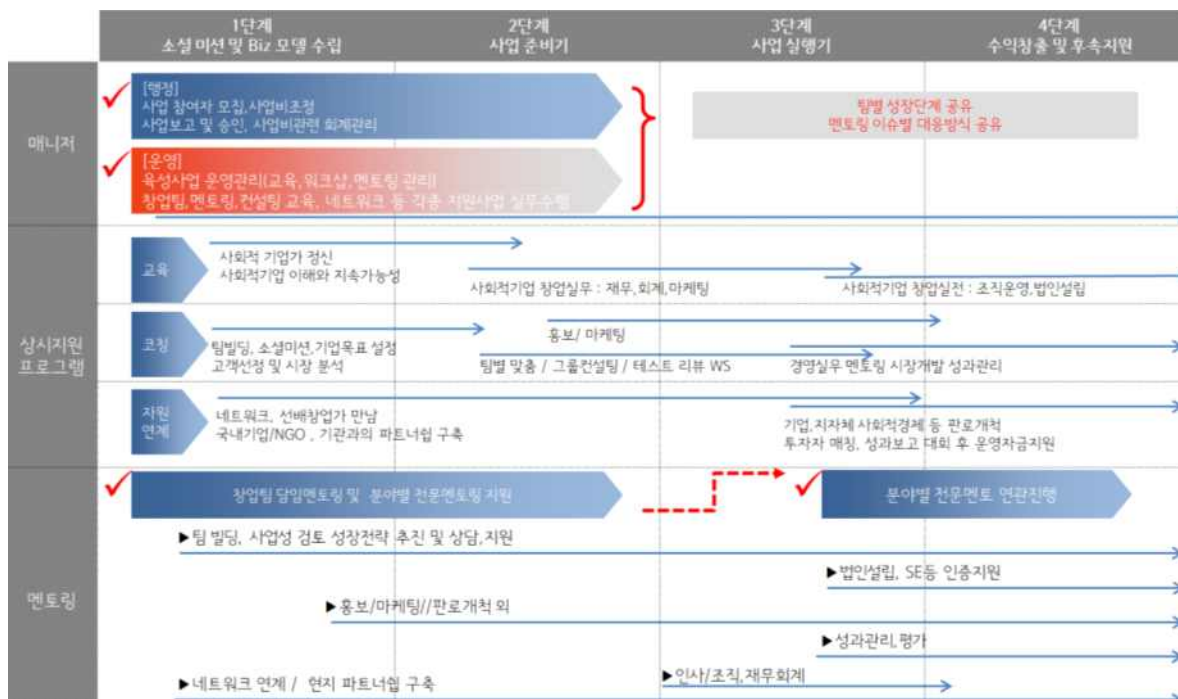 1단계
소셜 미션 및 Biz 모델 수립
2단계
사업 준비기
3단계
사업 실행기
4단계
수익창출 및 후속지원
매니저
[행정]
사업 참여자 모집,사업비조정
사업보고 및 승인, 사업비관련 회계관리
[운영]
육성사업 운영관리(교육,워크샵,멘토링 관리)
창업팀,멘토링,컨설팅 교육, 네트워크 등 각종 지원사업 실무수행
팀별 성장단계 공유
멘토링 이슈별 대응방식 공유
상시지원
프로그램
교육
사회적 기업가 정신
사회적기업 이해와 지속가능성
사회적기업 창업실무 : 재무,회계,마케팅
사회적기업 창업실전 : 조직운영,법인설립
코칭
팀빌딩, 소셜미션,기업목표 설정
고객선정 및 시장 분석
홍보/ 마케팅
팀별 맞춤 / 그룹컨설팅 / 테스트 리뷰 WS
경영실무 멘토링 시장개발 성과관리
자원
연계
네트워크, 선배창업가 만남
국내기업/NGO , 기관과의 파트너쉽 구축
기업,지자체 사회적경제 등 판로개척
투자자 매칭, 성과보고 대회 후 운영자금지원
멘토링
창업팀 담임멘토링 및 분야별 전문멘토링 지원
분야별 전문멘토 연관진행
▶팀 빌딩, 사업성 검토 성장전략 추진 및 상담,지원
▶법인설립, SE등 인증지원
▶홍보/마케팅//판로개척 외
▶성과관리,평가
▶네트워크 연계 / 현지 파트너쉽 구축
▶인사/조직,재무회계